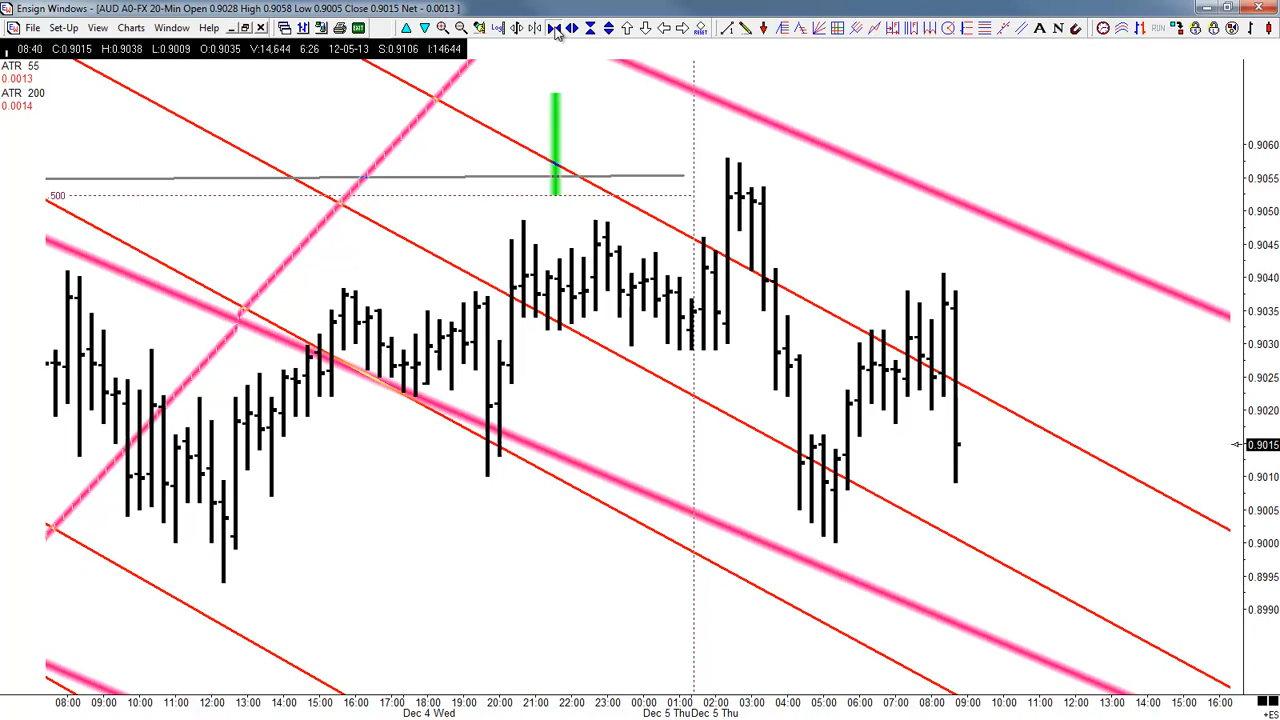 Ensign Windows - [AUD A0-FX 20-Min Open 0.9028 High 0.9058 Low 0.9005 Close 0.9015 Net - 0.0013 ]
File Set-Up View Charts Window Help
08:40 C:0.9015 H:0.9038 L:0.9009 O:0.9035 V:14,644 6:26 12-05-13 S:0.9106 I:14644
ATR 55
0.0013
ATR 200
0.0014
500
0.9060
0.9055
0.9050
0.9045
0.9040
0.9035
0.9030
0.9025
0.9020
0.9015
0.9010
0.9005
0.9000
0.8995
0.8990
08:00 09:00 10:00 11:00 12:00 13:00 14:00 15:00 16:00 17:00 18:00 19:00 20:00 21:00 22:00 23:00 00:00 01:00 02:00 03:00 04:00 05:00 06:00 07:00 08:00 09:00 10:00 11:00 12:00 13:00 14:00 15:00 16:00
Dec 4 Wed Dec 5 Thu Dec 5 Thu
+ES